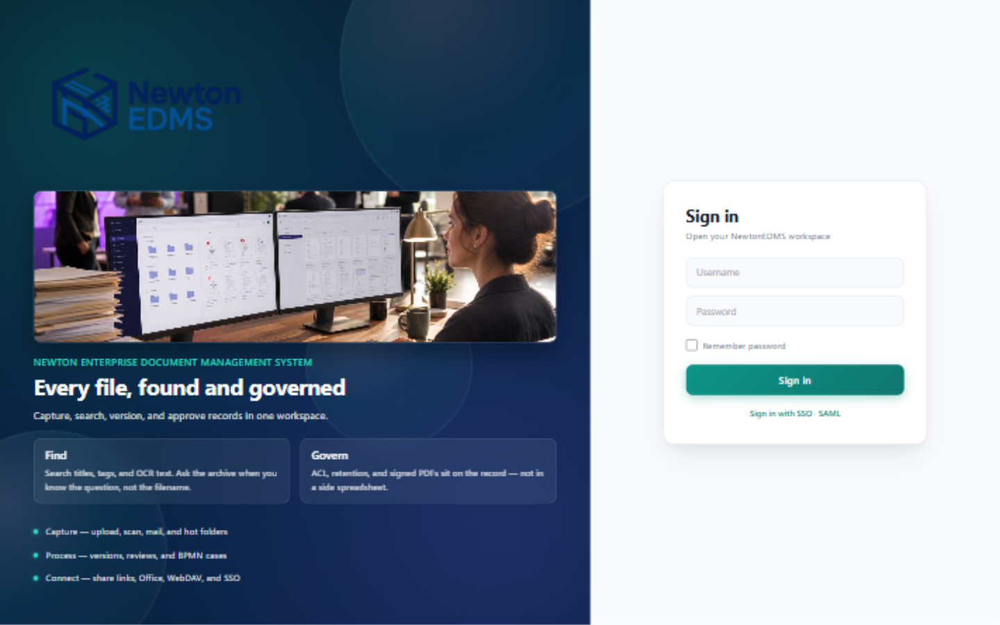 Newton
EDMS
NEWTON ENTERPRISE DOCUMENT MANAGEMENT SYSTEM
Every file, found and governed
Capture, search, version, and approve records in one workspace.
Find
Search titles, tags, and OCR text. Ask the archive when you
know the question, not the filename.
Govern
ACL, retention, and signed PDFs sit on the record — not in
a side spreadsheet.
Capture — upload, scan, mail, and hot folders
Process — versions, reviews, and BPMN cases
Connect — share links, Office, WebDAV, and SSO
Sign in
Open your NewtonEDMS workspace
Username
Password
Remember password
Sign in
Sign in with SSO · SAML